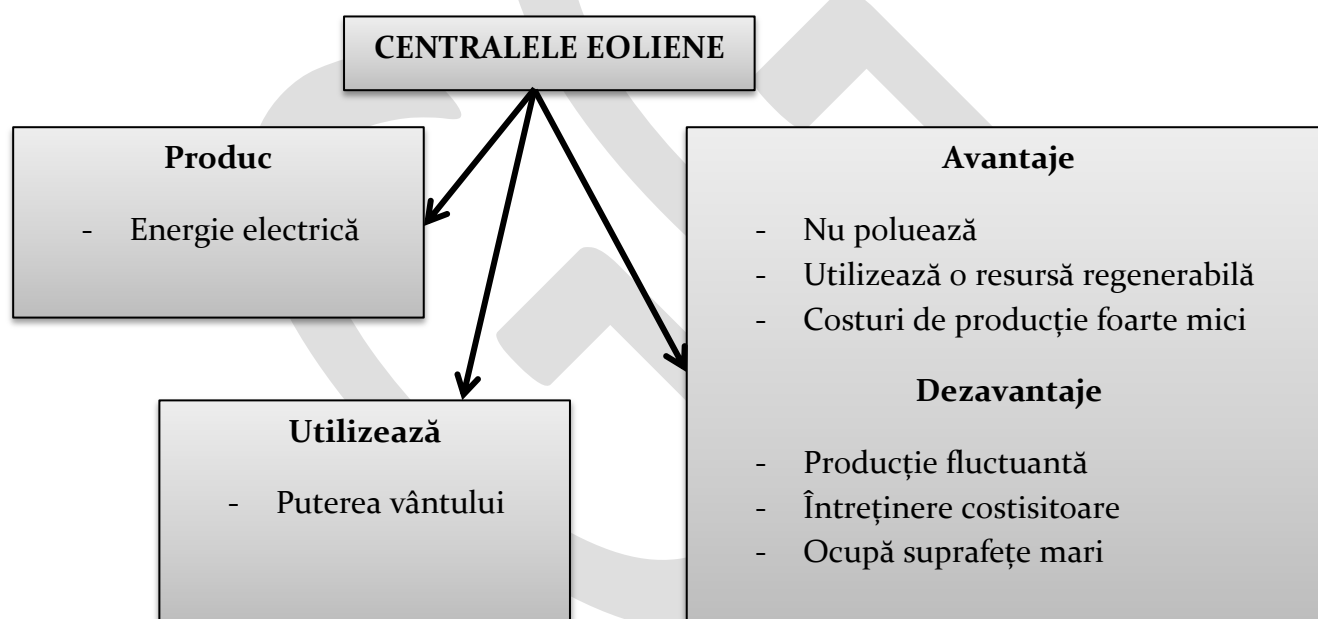 CENTRALELE EOLIENE
Produc
- Energie electrică
Utilizează
- Puterea vântului
Avantaje
- Nu poluează
- Utilizează o resursă regenerabilă
- Costuri de producție foarte mici
Dezavantaje
- Producție fluctuantă
- Întreținere costisitoare
- Ocupă suprafețe mari